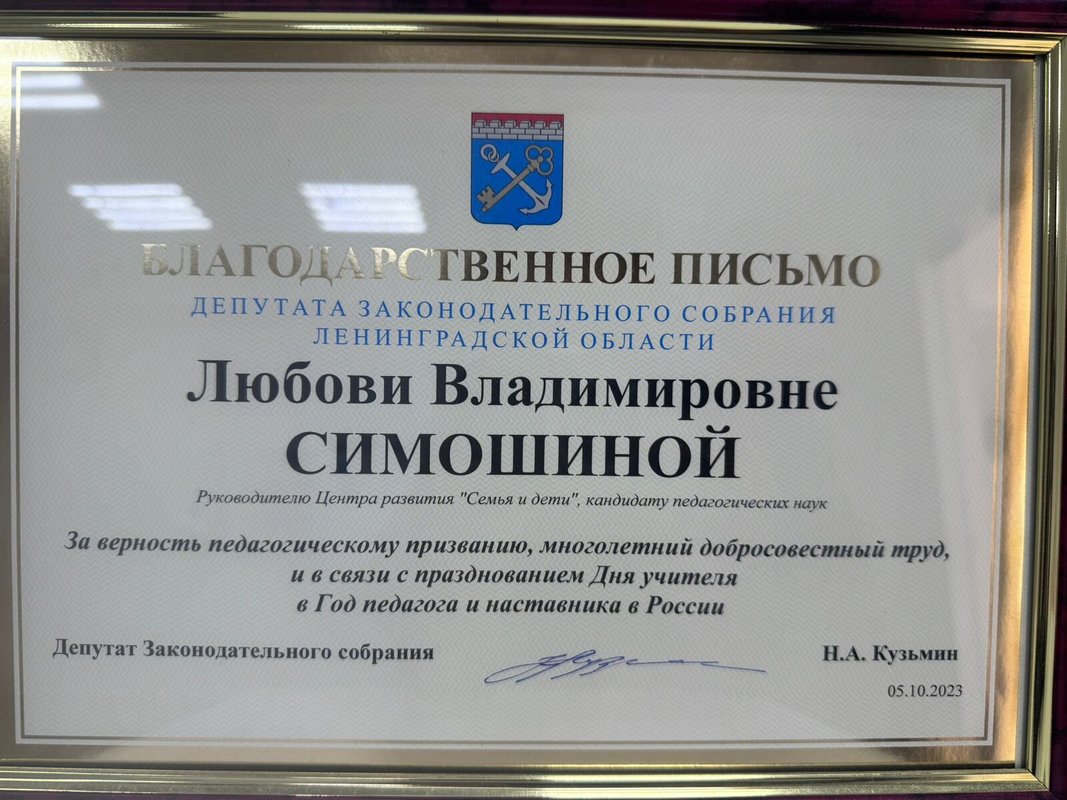 БЛАГОДАРСТВЕННОЕ ПИСЬМО
ДЕПУТАТА ЗАКОНОДАТЕЛЬНОГО СОБРАНИЯ
ЛЕНИНГРАДСКОЙ ОБЛАСТИ
Любови Владимировне
СИМОШИНОЙ
Руководителю Центра развития "Семья и дети", кандидату педагогических наук
За верность педагогическому призванию, многолетний добросовестный труд,
и в связи с празднованием Дня учителя
в Год педагога и наставника в России
Депутат Законодательного собрания Н.А. Кузьмин
05.10.2023